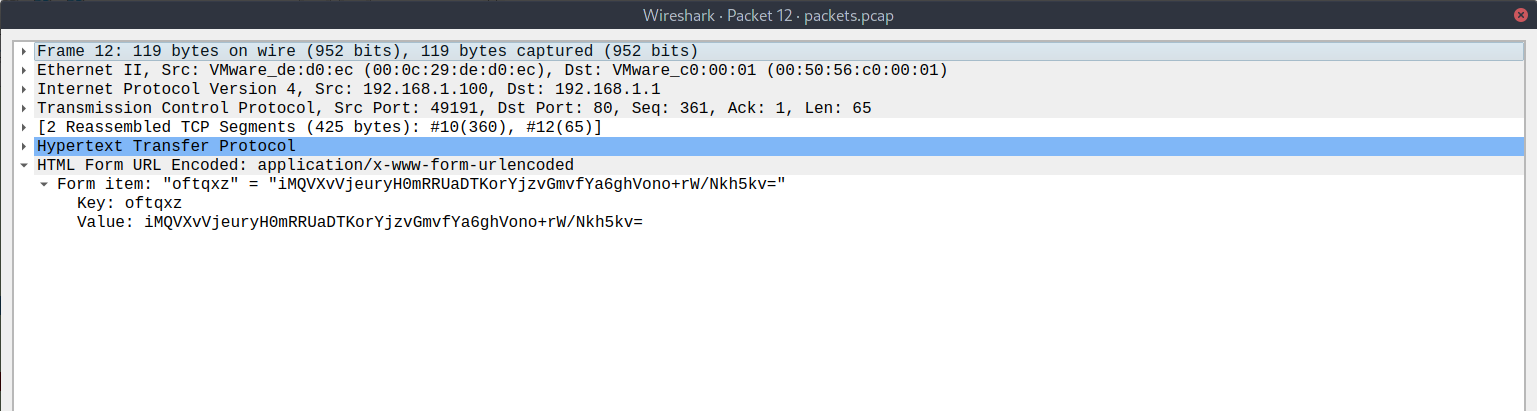 Wireshark · Packet 12 · packets.pcap
Frame 12: 119 bytes on wire (952 bits), 119 bytes captured (952 bits)
Ethernet II, Src: VMware_de:d0:ec (00:0c:29:de:d0:ec), Dst: VMware_c0:00:01 (00:50:56:c0:00:01)
Internet Protocol Version 4, Src: 192.168.1.100, Dst: 192.168.1.1
Transmission Control Protocol, Src Port: 49191, Dst Port: 80, Seq: 361, Ack: 1, Len: 65
[2 Reassembled TCP Segments (425 bytes): #10(360), #12(65)]
Hypertext Transfer Protocol
HTML Form URL Encoded: application/x-www-form-urlencoded
Form item: "oftqxz" = "iMQVXvVjeuryH0mRRUaDTKorYjzvGmvfYa6ghVono+rW/Nkh5kv="
Key: oftqxz
Value: iMQVXvVjeuryH0mRRUaDTKorYjzvGmvfYa6ghVono+rW/Nkh5kv=